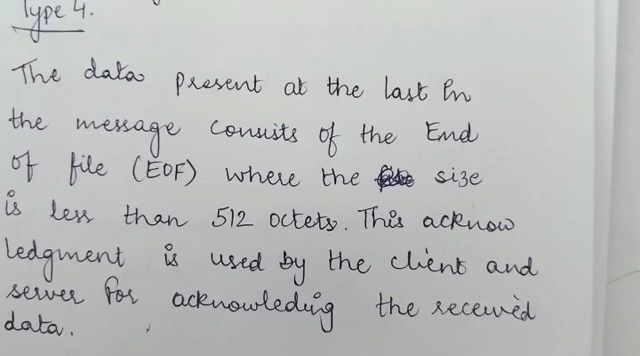 Type 4.
The data present at the last in
the message consists of the End
of file (EOF) where the size
is less than 512 octets. This acknow
ledgment is used by the client and
server for acknowleding the received
data.